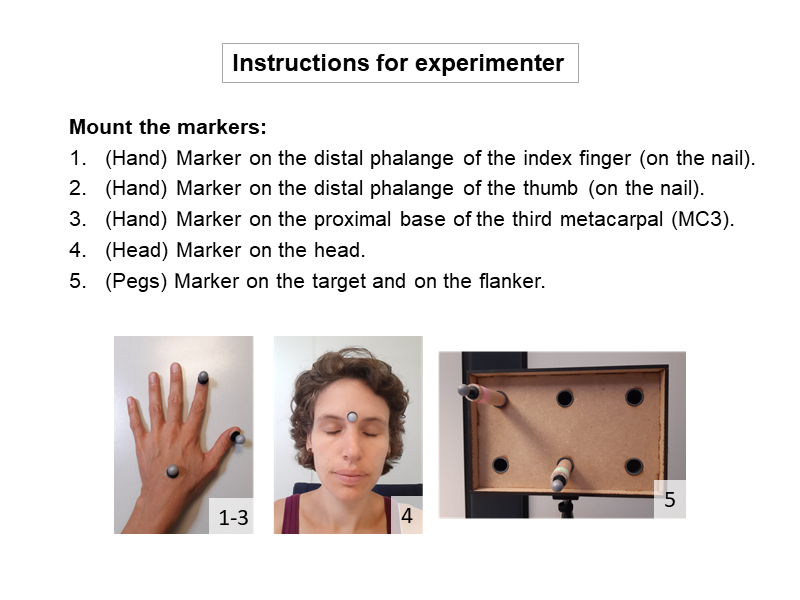 Instructions for experimenter
Mount the markers:
1. (Hand) Marker on the distal phalange of the index finger (on the nail).
2. (Hand) Marker on the distal phalange of the thumb (on the nail).
3. (Hand) Marker on the proximal base of the third metacarpal (MC3).
4. (Head) Marker on the head.
5. (Pegs) Marker on the target and on the flanker.
1-3
4
5